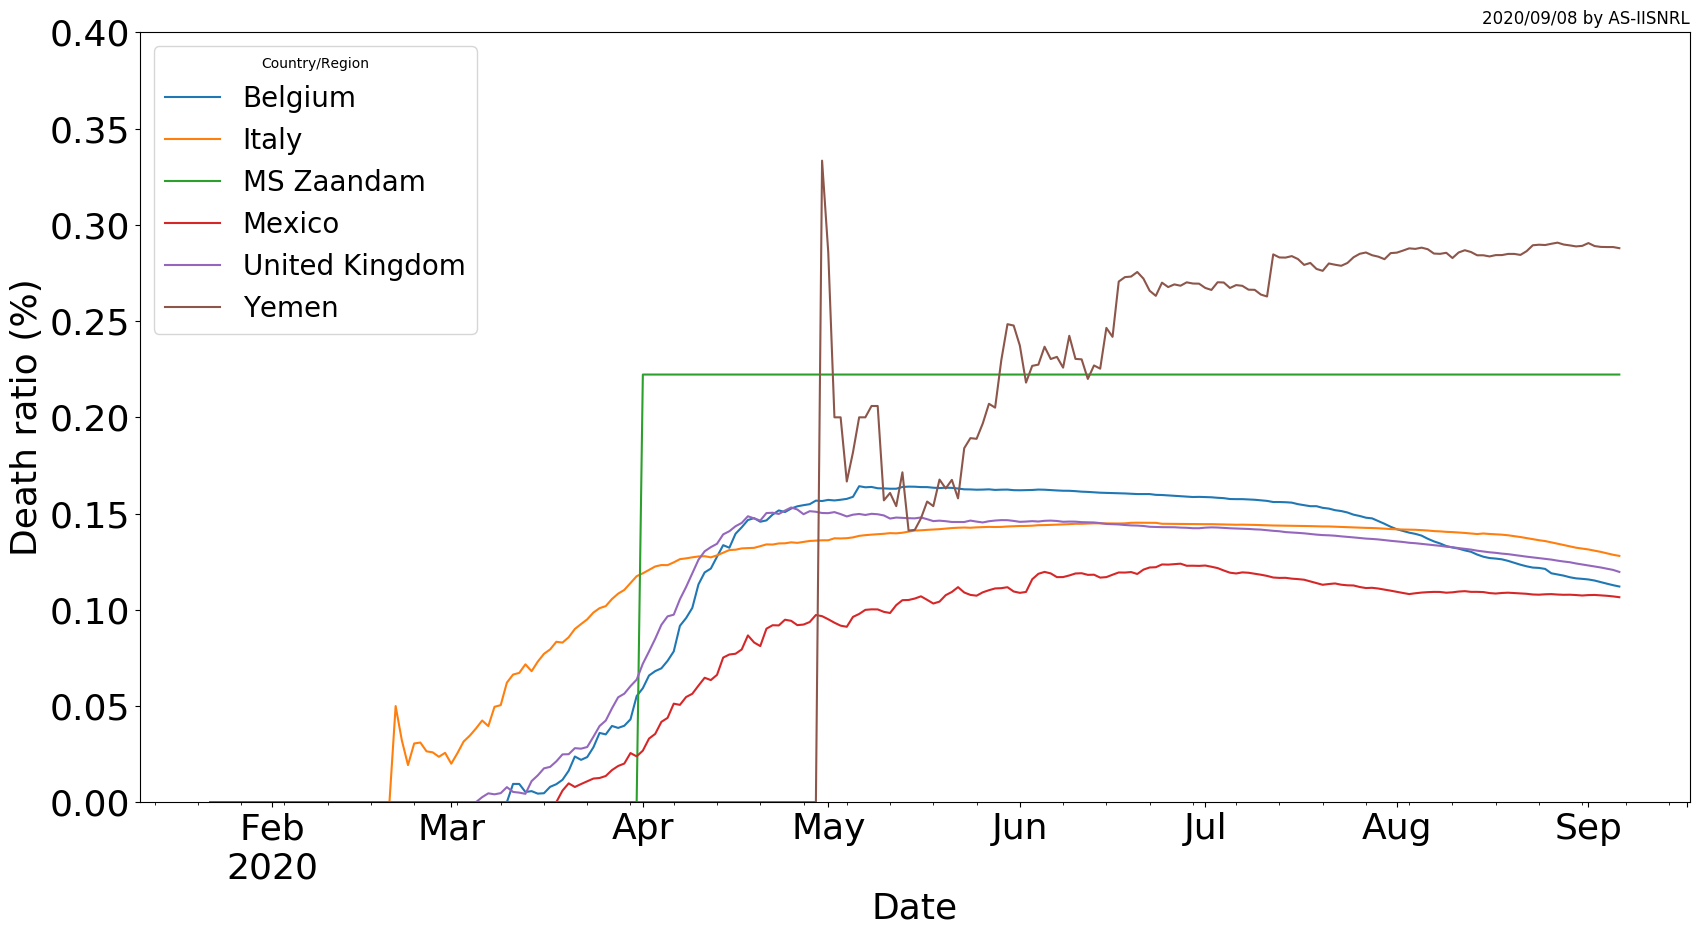 2020/09/08 by AS-IISNRL
0.40
0.35
0.30
0.25
0.20
0.15
0.10
0.05
0.00
Death ratio (%)
Country/Region
Belgium
Italy
MS Zaandam
Mexico
United Kingdom
Yemen
Feb Mar Apr May Jun Jul Aug Sep
2020
Date